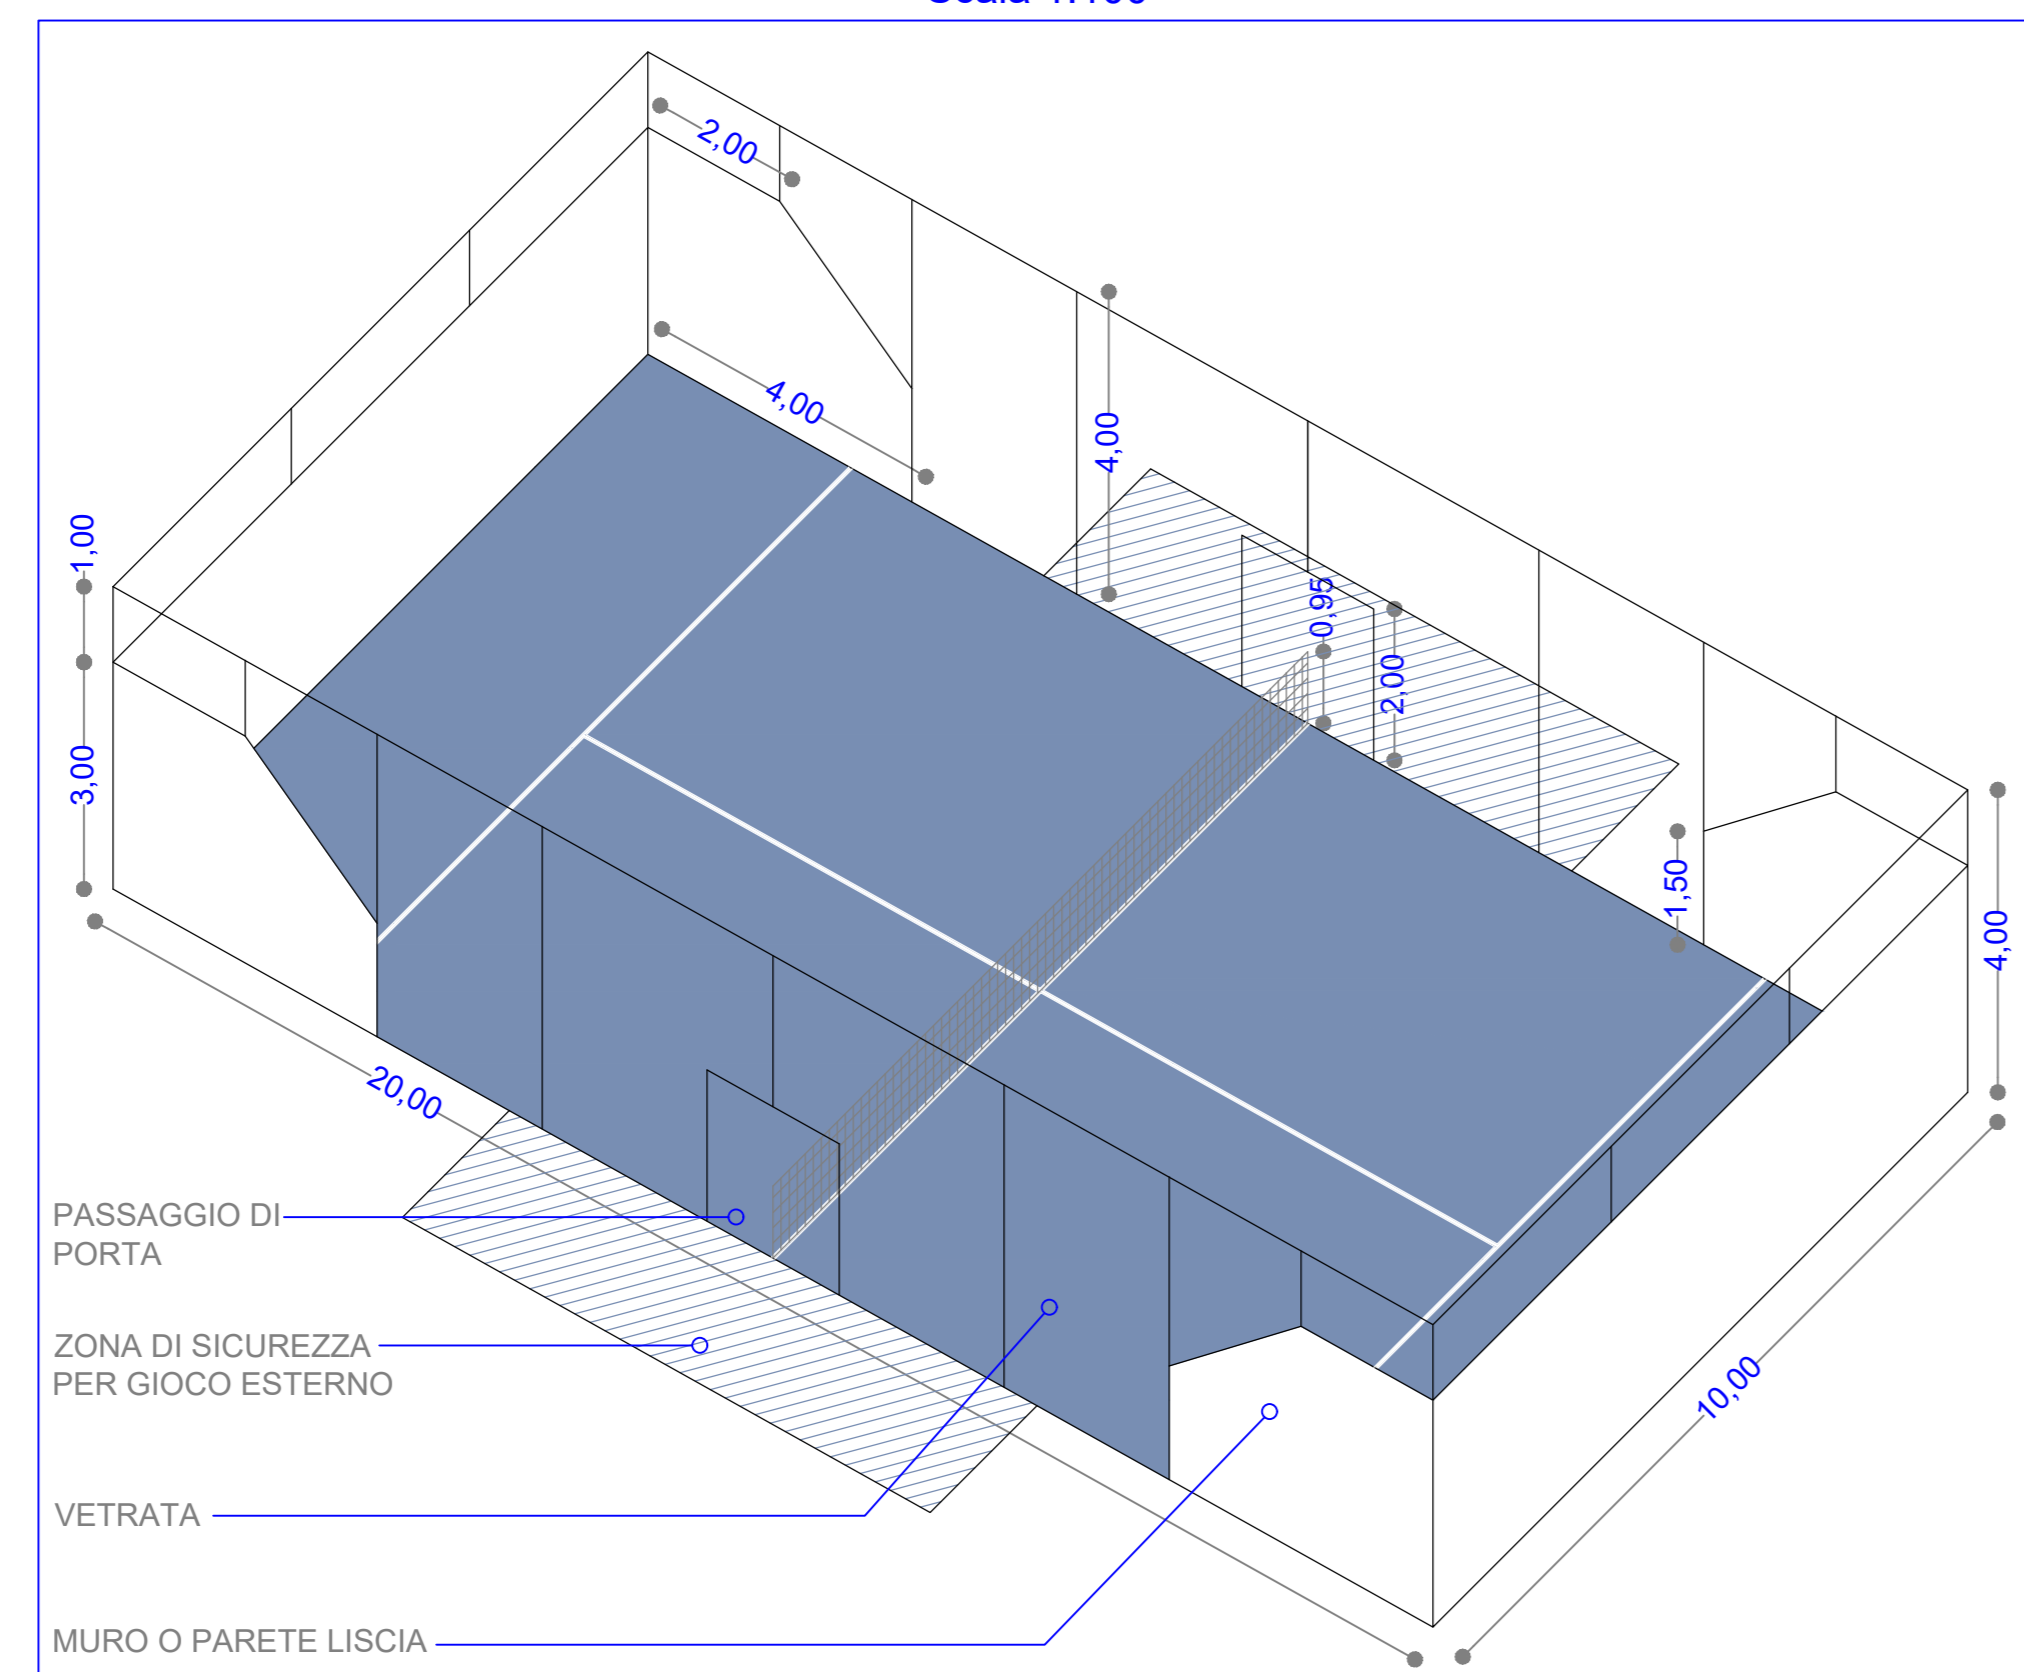 2,00
4,00
4,00
1,00
0,95
2,00
3,00
1,50
4,00
20,00
PASSAGGIO DI
PORTA
ZONA DI SICUREZZA
PER GIOCO ESTERNO
10,00
VETRATA
MURO O PARETE LISCIA